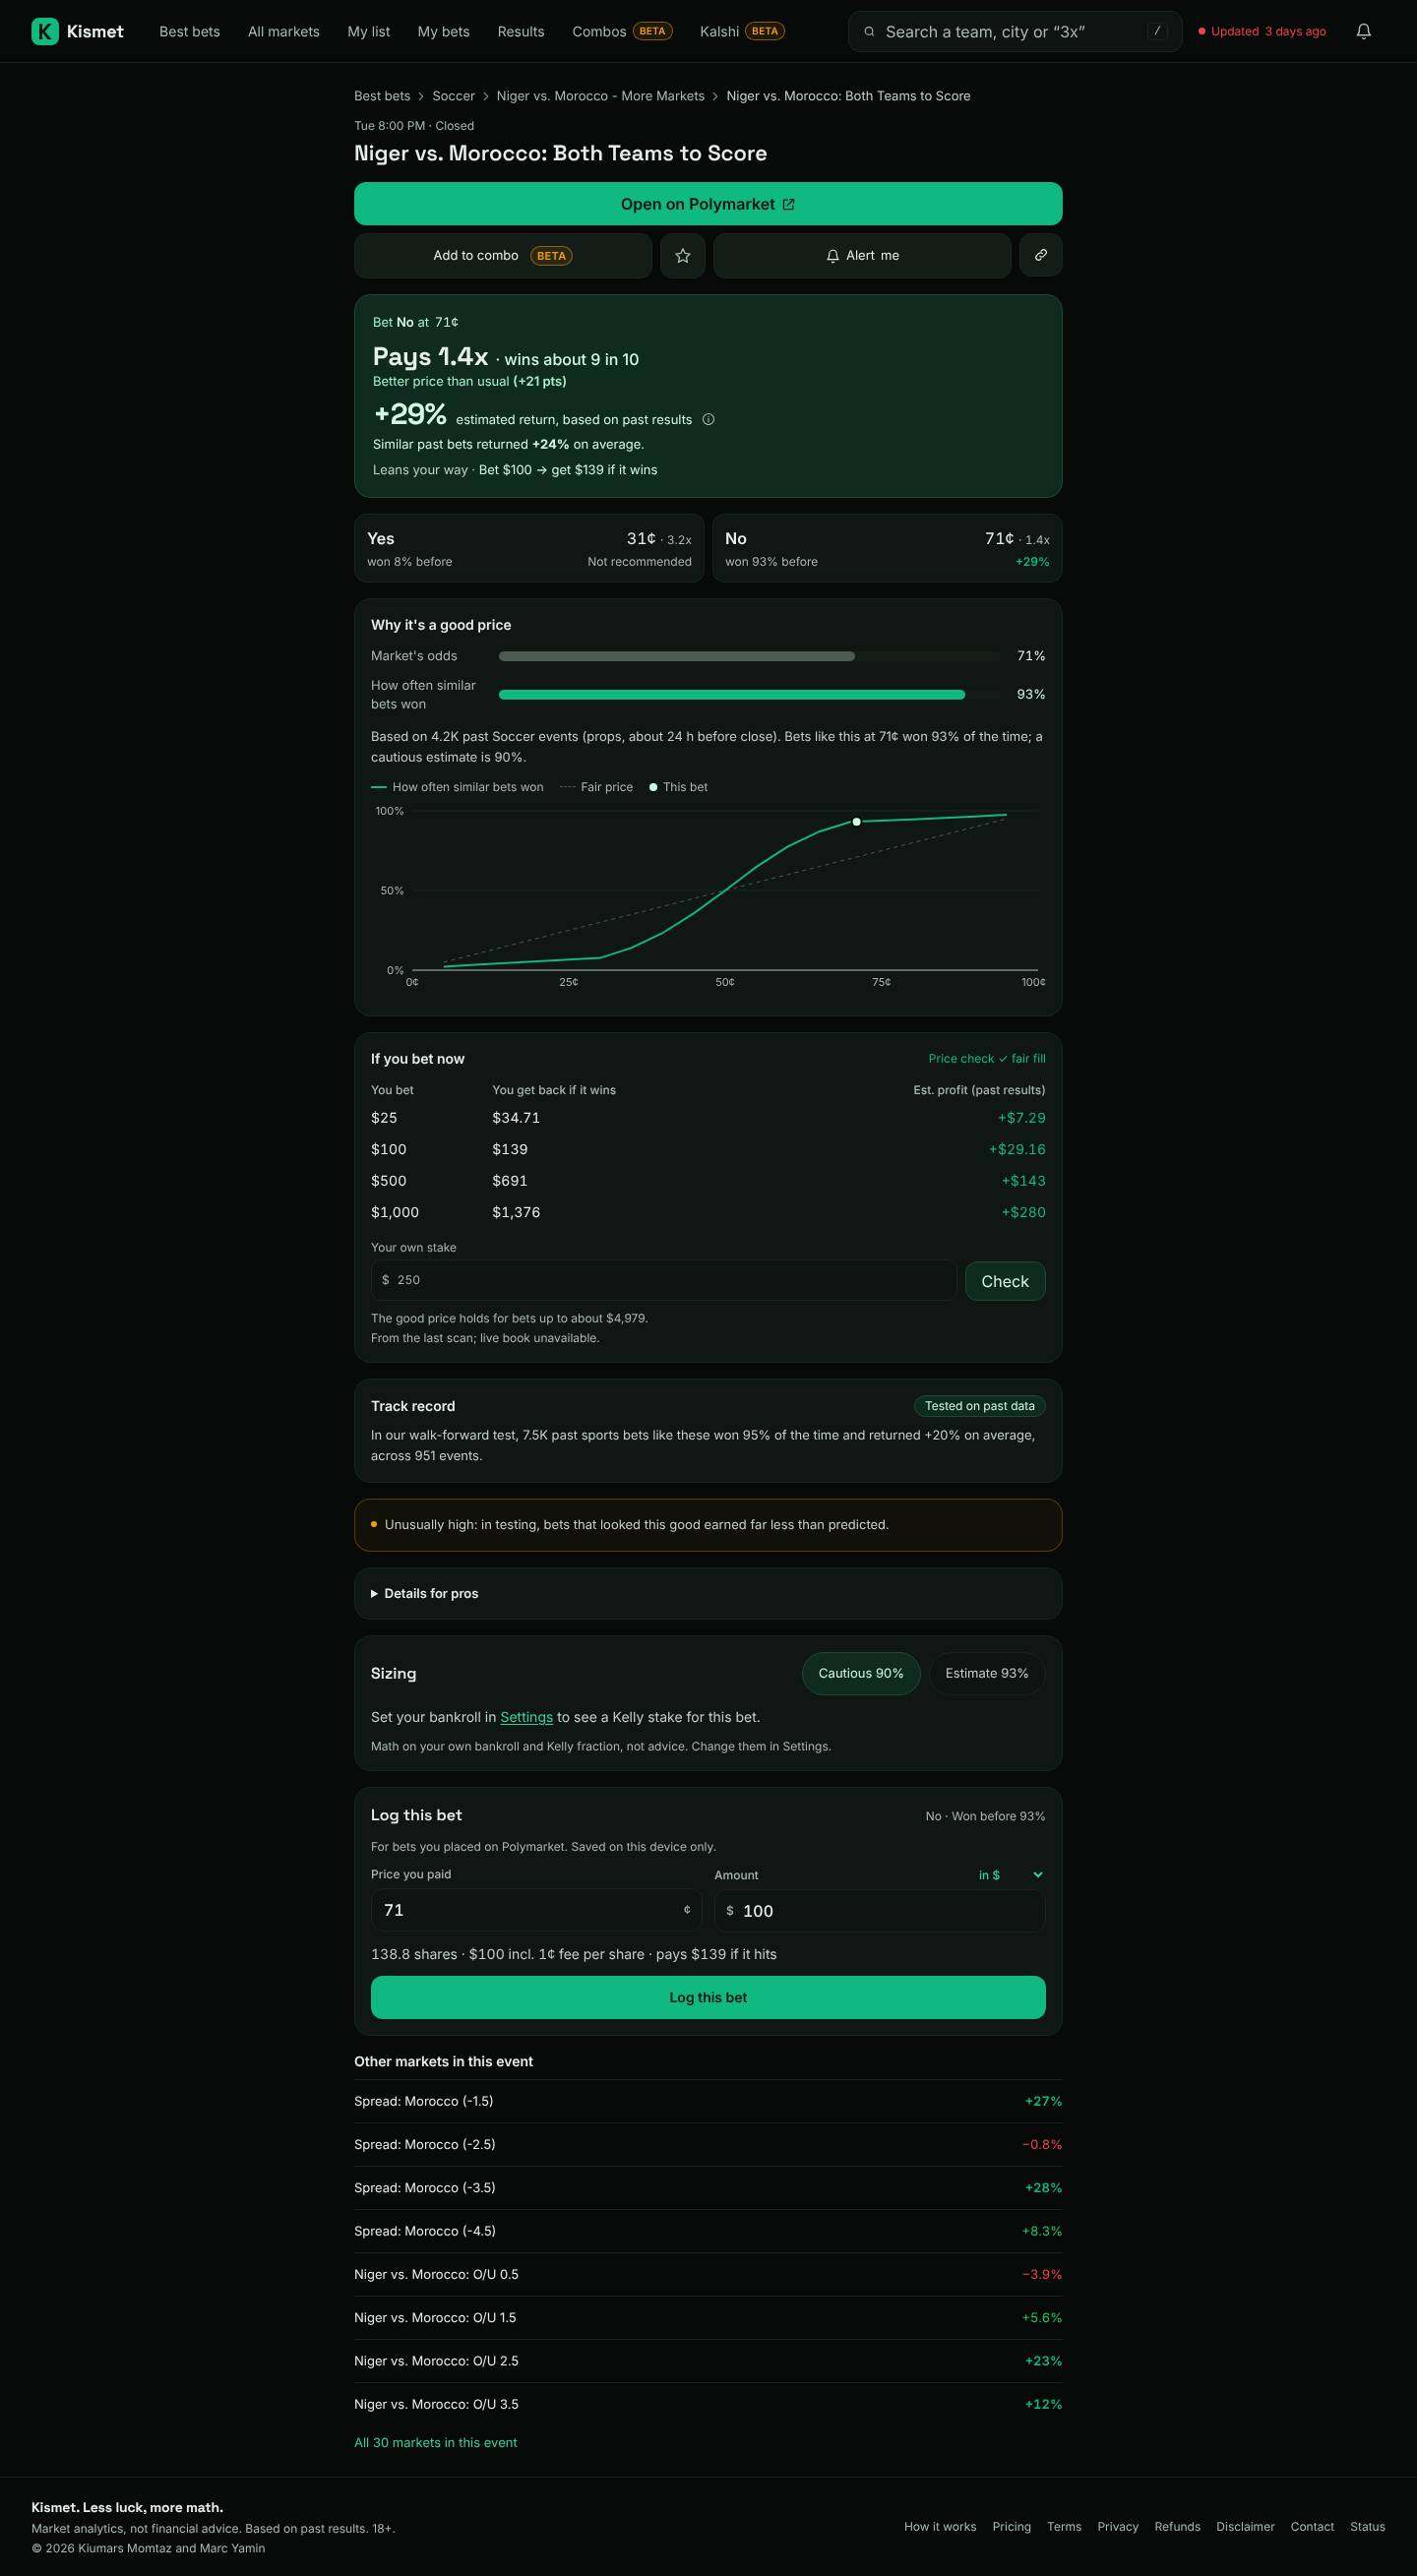 K Kismet Best bets All markets My list My bets Results Combos BETA Kalshi BETA Search a team, city or “3x” / Updated 3 days ago
Best bets > Soccer > Niger vs. Morocco - More Markets > Niger vs. Morocco: Both Teams to Score
Tue 8:00 PM · Closed
Niger vs. Morocco: Both Teams to Score
Open on Polymarket
Add to combo BETA Alert me
Bet No at 71¢
Pays 1.4x · wins about 9 in 10
Better price than usual (+21 pts)
+29% estimated return, based on past results
Similar past bets returned +24% on average.
Leans your way · Bet $100 → get $139 if it wins
Yes 31¢ · 3.2x
won 8% before Not recommended
No 71¢ · 1.4x
won 93% before +29%
Why it's a good price
Market's odds 71%
How often similar
bets won 93%
Based on 4.2K past Soccer events (props, about 24 h before close). Bets like this at 71¢ won 93% of the time; a
cautious estimate is 90%.
How often similar bets won Fair price This bet
100%
50%
0%
0¢ 25¢ 50¢ 75¢ 100¢
If you bet now Price check ✓ fair fill
You bet You get back if it wins Est. profit (past results)
$25 $34.71 +$7.29
$100 $139 +$29.16
$500 $691 +$143
$1,000 $1,376 +$280
Your own stake
$ 250 Check
The good price holds for bets up to about $4,979.
From the last scan; live book unavailable.
Track record Tested on past data
In our walk-forward test, 7.5K past sports bets like these won 95% of the time and returned +20% on average,
across 951 events.
Unusually high: in testing, bets that looked this good earned far less than predicted.
Details for pros
Sizing Cautious 90% Estimate 93%
Set your bankroll in Settings to see a Kelly stake for this bet.
Math on your own bankroll and Kelly fraction, not advice. Change them in Settings.
Log this bet No · Won before 93%
For bets you placed on Polymarket. Saved on this device only.
Price you paid Amount in $
71 ¢ $ 100
138.8 shares · $100 incl. 1¢ fee per share · pays $139 if it hits
Log this bet
Other markets in this event
Spread: Morocco (-1.5) +27%
Spread: Morocco (-2.5) −0.8%
Spread: Morocco (-3.5) +28%
Spread: Morocco (-4.5) +8.3%
Niger vs. Morocco: O/U 0.5 −3.9%
Niger vs. Morocco: O/U 1.5 +5.6%
Niger vs. Morocco: O/U 2.5 +23%
Niger vs. Morocco: O/U 3.5 +12%
All 30 markets in this event
Kismet. Less luck, more math.
Market analytics, not financial advice. Based on past results. 18+.
© 2026 Kiumars Momtaz and Marc Yamin
How it works Pricing Terms Privacy Refunds Disclaimer Contact Status